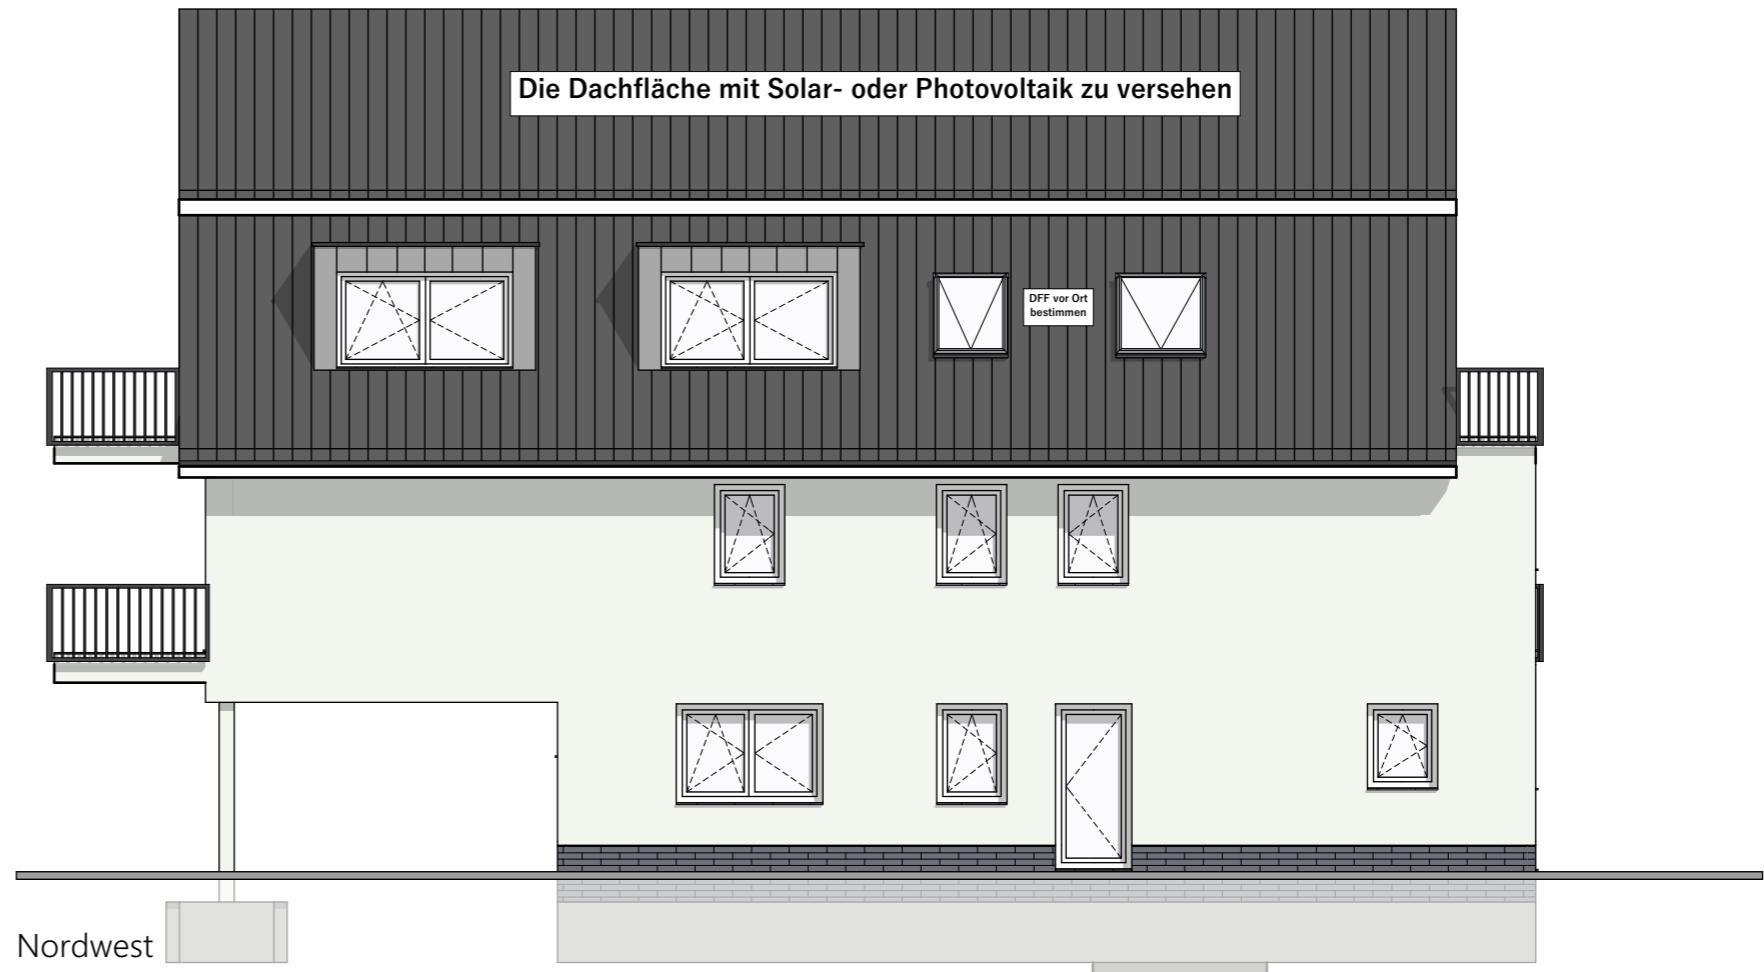 Die Dachfläche mit Solar- oder Photovoltaik zu versehen
DFF vor Ort
bestimmen
Nordwest